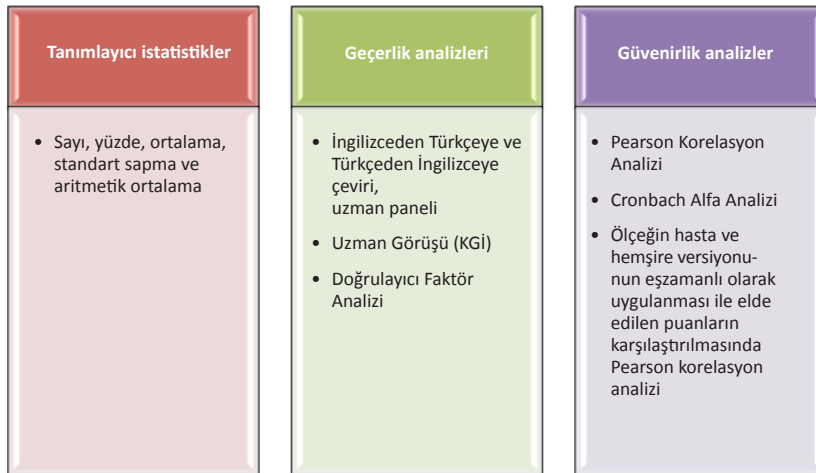 Tanımlayıcı istatistikler
• Sayı, yüzde, ortalama,
standart sapma ve
aritmetik ortalama
Geçerlik analizleri
• İngilizceden Türkçeye ve
Türkçeden İngilizceye
çeviri,
uzman paneli
• Uzman Görüşü (KGİ)
• Doğrulayıcı Faktör
Analizi
Güvenirlik analizler
• Pearson Korelasyon
Analizi
• Cronbach Alfa Analizi
• Ölçeğin hasta ve
hemşire versiyonu-
nun eşzamanlı olarak
uygulanması ile elde
edilen puanların
karşılaştırılmasında
Pearson korelasyon
analizi